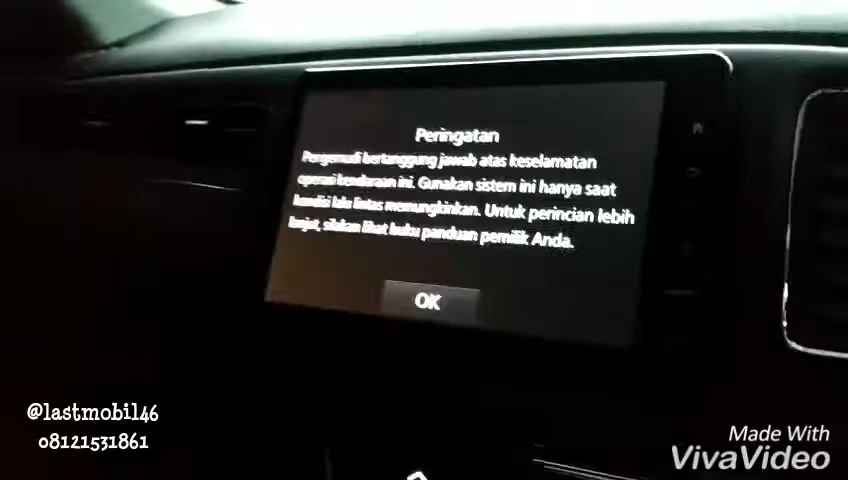 Peringatan
Pengemudi bertanggung jawab atas keselamatan
operasi kendaraan ini. Gunakan sistem ini hanya saat
kondisi lalu lintas memungkinkan. Untuk perincian lebih
lanjut, silakan lihat buku panduan pemilik Anda.
OK
@lastmobil46
08121531861
Made With
VivaVideo